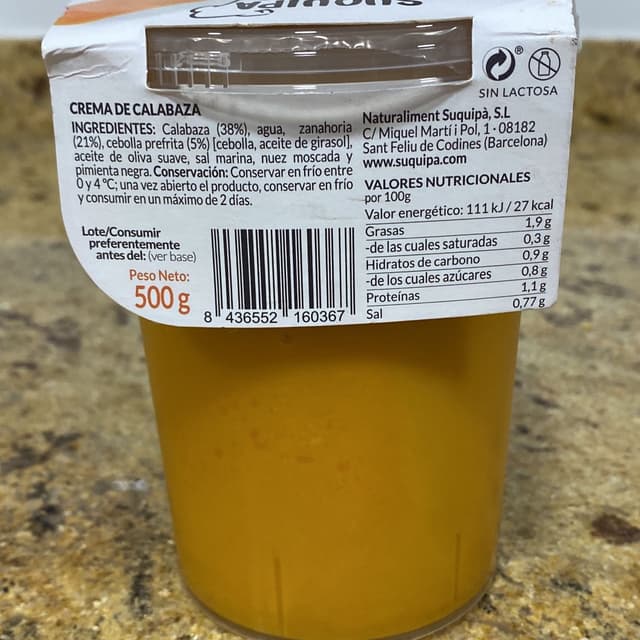 SUQUIPÀ
CREMA DE CALABAZA
INGREDIENTES: Calabaza (38%), agua, zanahoria
(21%), cebolla prefrita (5%) [cebolla, aceite de girasol],
aceite de oliva suave, sal marina, nuez moscada y
pimienta negra. Conservación: Conservar en frío entre
0 y 4 °C; una vez abierto el producto, conservar en frío
y consumir en un máximo de 2 días.
Lote/Consumir
preferentemente
antes del: (ver base)
Peso Neto:
500 g
8 436552 160367
®
SIN LACTOSA
Naturaliment Suquipà, S.L
C/ Miquel Martí i Pol, 1 · 08182
Sant Feliu de Codines (Barcelona)
www.suquipa.com
VALORES NUTRICIONALES
por 100g
Valor energético: 111 kJ / 27 kcal
Grasas 1,9 g
-de las cuales saturadas 0,3 g
Hidratos de carbono 0,9 g
-de los cuales azúcares 0,8 g
Proteínas 1,1 g
Sal 0,77 g